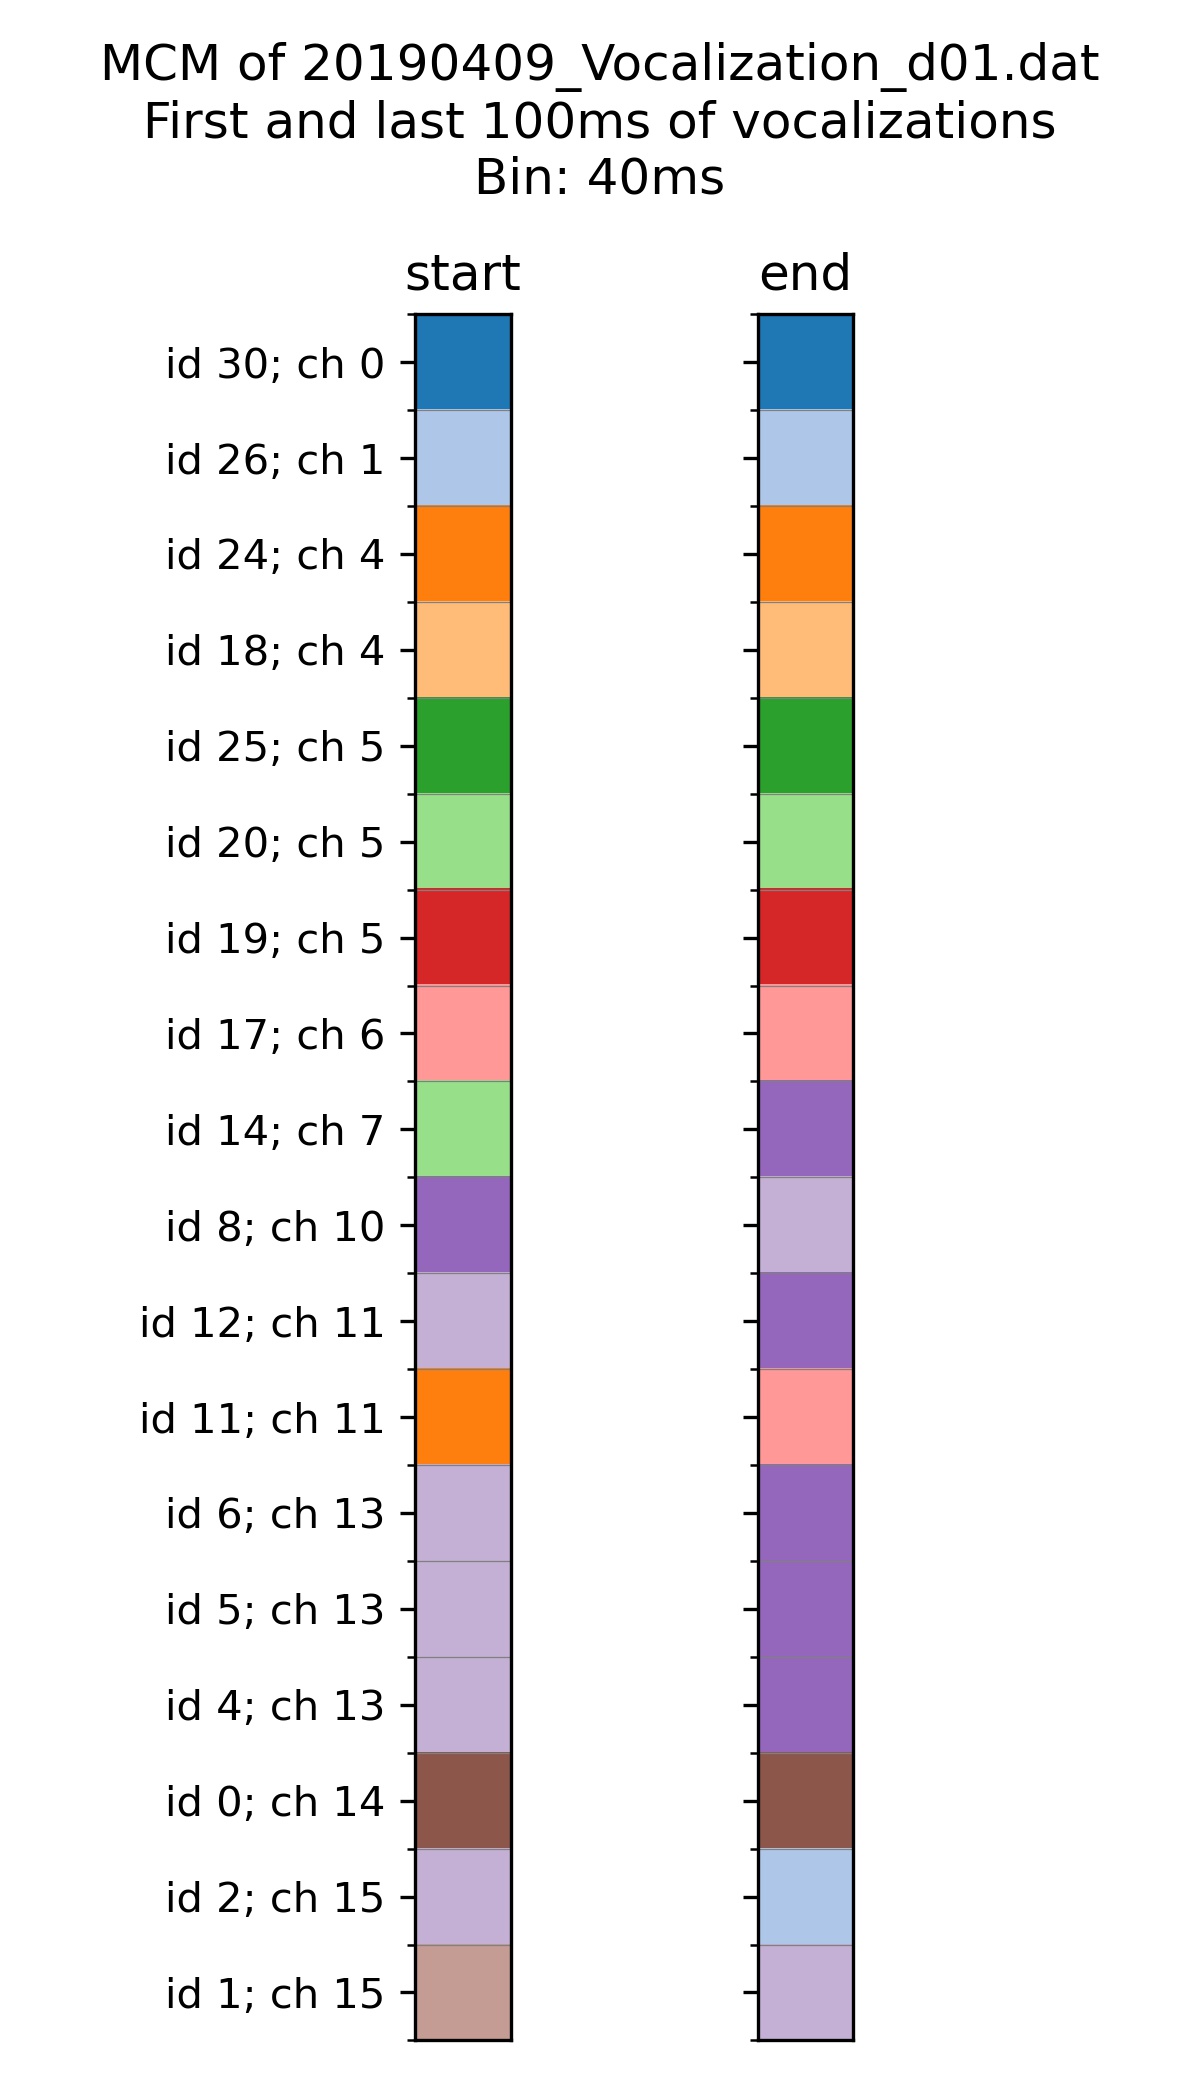 MCM of 20190409_Vocalization_d01.dat
First and last 100ms of vocalizations
Bin: 40ms
start end
id 30; ch 0
id 26; ch 1
id 24; ch 4
id 18; ch 4
id 25; ch 5
id 20; ch 5
id 19; ch 5
id 17; ch 6
id 14; ch 7
id 8; ch 10
id 12; ch 11
id 11; ch 11
id 6; ch 13
id 5; ch 13
id 4; ch 13
id 0; ch 14
id 2; ch 15
id 1; ch 15